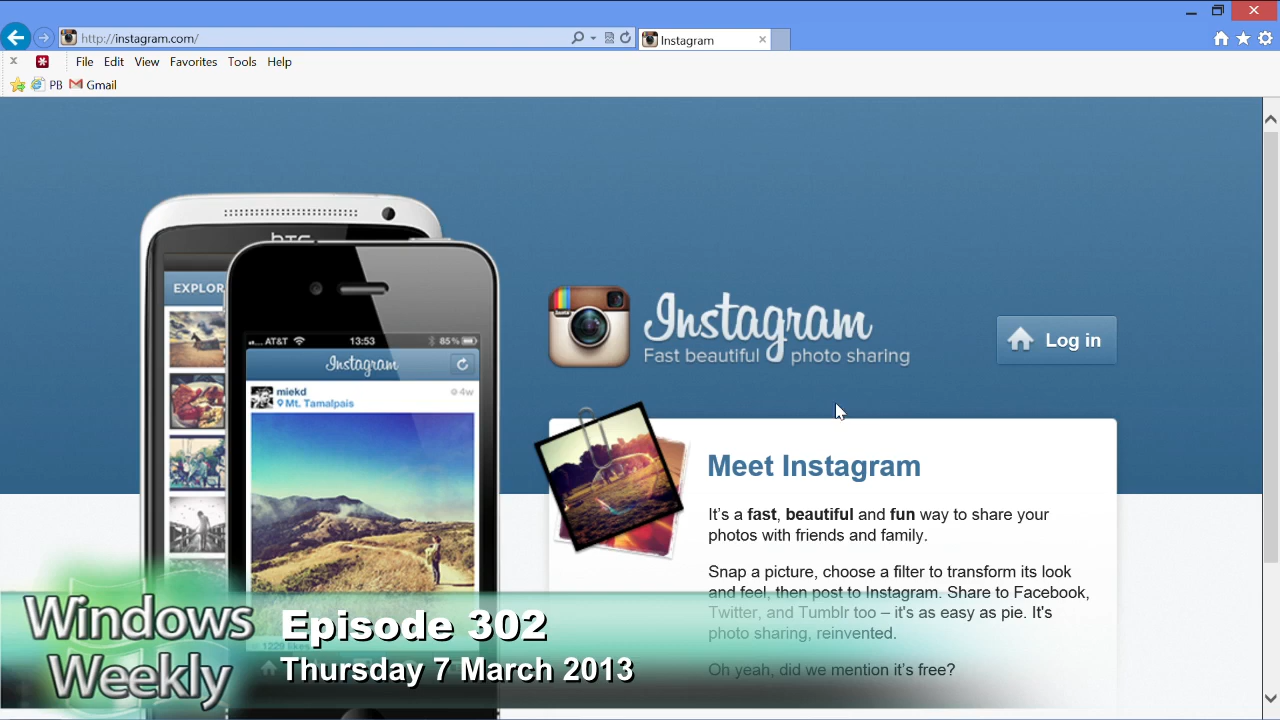 http://instagram.com/
Instagram
File Edit View Favorites Tools Help
PB Gmail
hTC
EXPLOR
AT&T 13:53 85%
Instagram
miekd 4w
Mt. Tamalpais
1229 likes
Instagram
Fast beautiful photo sharing
Log in
Meet Instagram
It's a fast, beautiful and fun way to share your
photos with friends and family.
Snap a picture, choose a filter to transform its look
and feel, then post to Instagram. Share to Facebook,
Twitter, and Tumblr too – it's as easy as pie. It's
photo sharing, reinvented.
Oh yeah, did we mention it's free?
Windows
Weekly
Episode 302
Thursday 7 March 2013